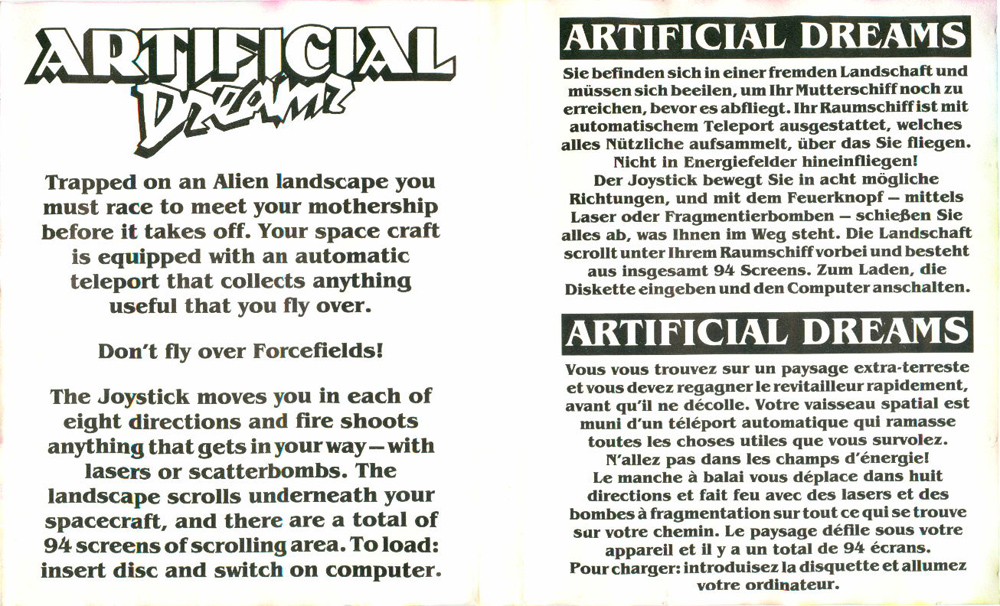 ARTIFICIAL
Dreams
Trapped on an Alien landscape you
must race to meet your mothership
before it takes off. Your space craft
is equipped with an automatic
teleport that collects anything
useful that you fly over.
Don't fly over Forcefields!
The Joystick moves you in each of
eight directions and fire shoots
anything that gets in your way — with
lasers or scatterbombs. The
landscape scrolls underneath your
spacecraft, and there are a total of
94 screens of scrolling area. To load:
insert disc and switch on computer.
ARTIFICIAL DREAMS
Sie befinden sich in einer fremden Landschaft und
müssen sich beeilen, um Ihr Mutterschiff noch zu
erreichen, bevor es abfliegt. Ihr Raumschiff ist mit
automatischem Teleport ausgestattet, welches
alles Nützliche aufsammelt, über das Sie fliegen.
Nicht in Energiefelder hineinfliegen!
Der Joystick bewegt Sie in acht mögliche
Richtungen, und mit dem Feuerknopf — mittels
Laser oder Fragmentierbomben — schießen Sie
alles ab, was Ihnen im Weg steht. Die Landschaft
scrollt unter Ihrem Raumschiff vorbei und besteht
aus insgesamt 94 Screens. Zum Laden, die
Diskette eingeben und den Computer anschalten.
ARTIFICIAL DREAMS
Vous vous trouvez sur un paysage extra-terreste
et vous devez regagner le revitailleur rapidement,
avant qu'il ne décolle. Votre vaisseau spatial est
muni d'un téléport automatique qui ramasse
toutes les choses utiles que vous survolez.
N'allez pas dans les champs d'énergie!
Le manche à balai vous déplace dans huit
directions et fait feu avec des lasers et des
bombes à fragmentation sur tout ce qui se trouve
sur votre chemin. Le paysage défile sous votre
appareil et il y a un total de 94 écrans.
Pour charger: introduisez la disquette et allumez
votre ordinateur.